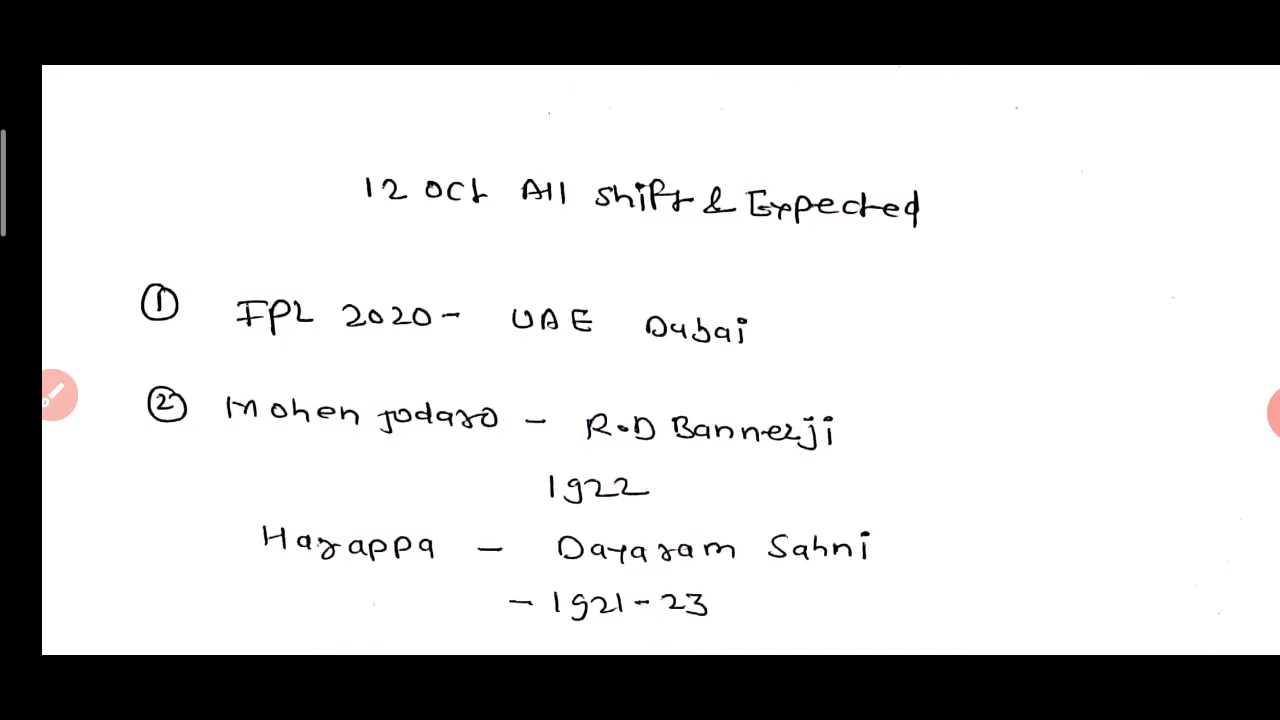 12 Oct All Shift & Expected
① IPL 2020 - UAE Dubai
② Mohenjodaro - R.D Bannerji
1922
Harappa - Dayaram Sahni
- 1921-23